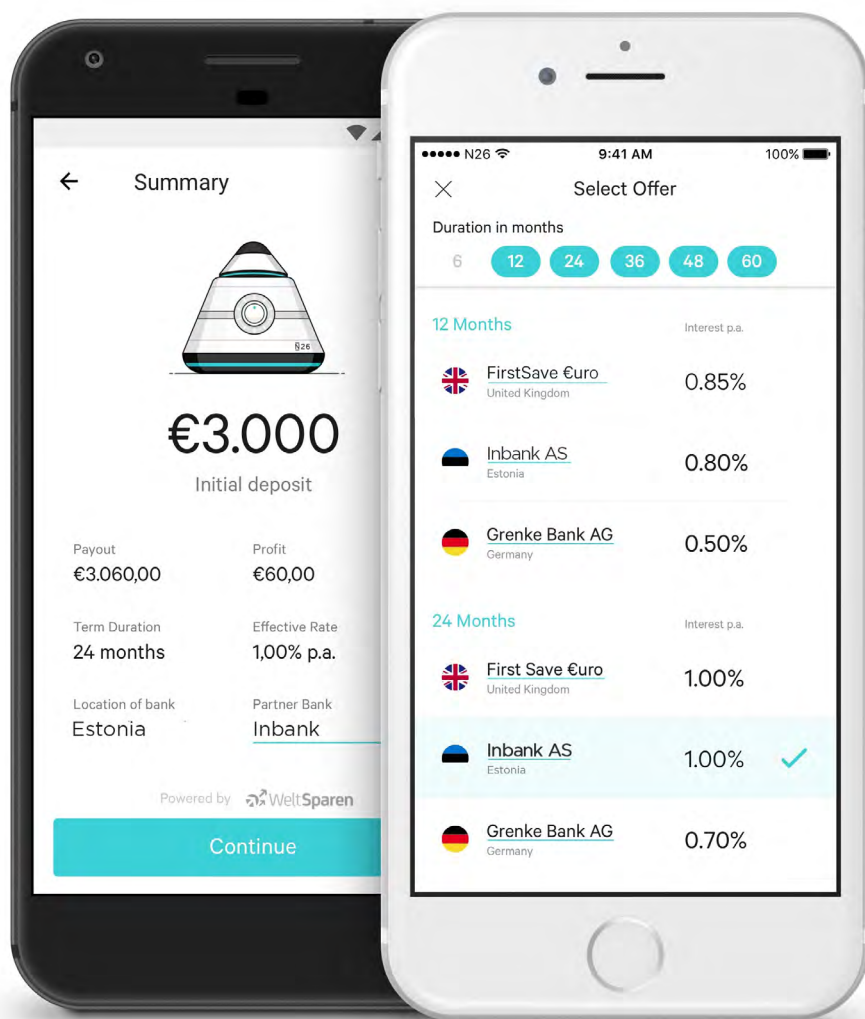 Summary
N26
€3.000
Initial deposit
Payout
Profit
€3.060,00
€60,00
Term Duration
Effective Rate
24 months
1,00% p.a.
Location of bank
Partner Bank
Estonia
Inbank
Powered by WeltSparen
Continue
N26 9:41 AM 100%
Select Offer
Duration in months
6 12 24 36 48 60
12 Months Interest p.a.
FirstSave €uro
United Kingdom
0.85%
Inbank AS
Estonia
0.80%
Grenke Bank AG
Germany
0.50%
24 Months Interest p.a.
First Save €uro
United Kingdom
1.00%
Inbank AS
Estonia
1.00%
Grenke Bank AG
Germany
0.70%